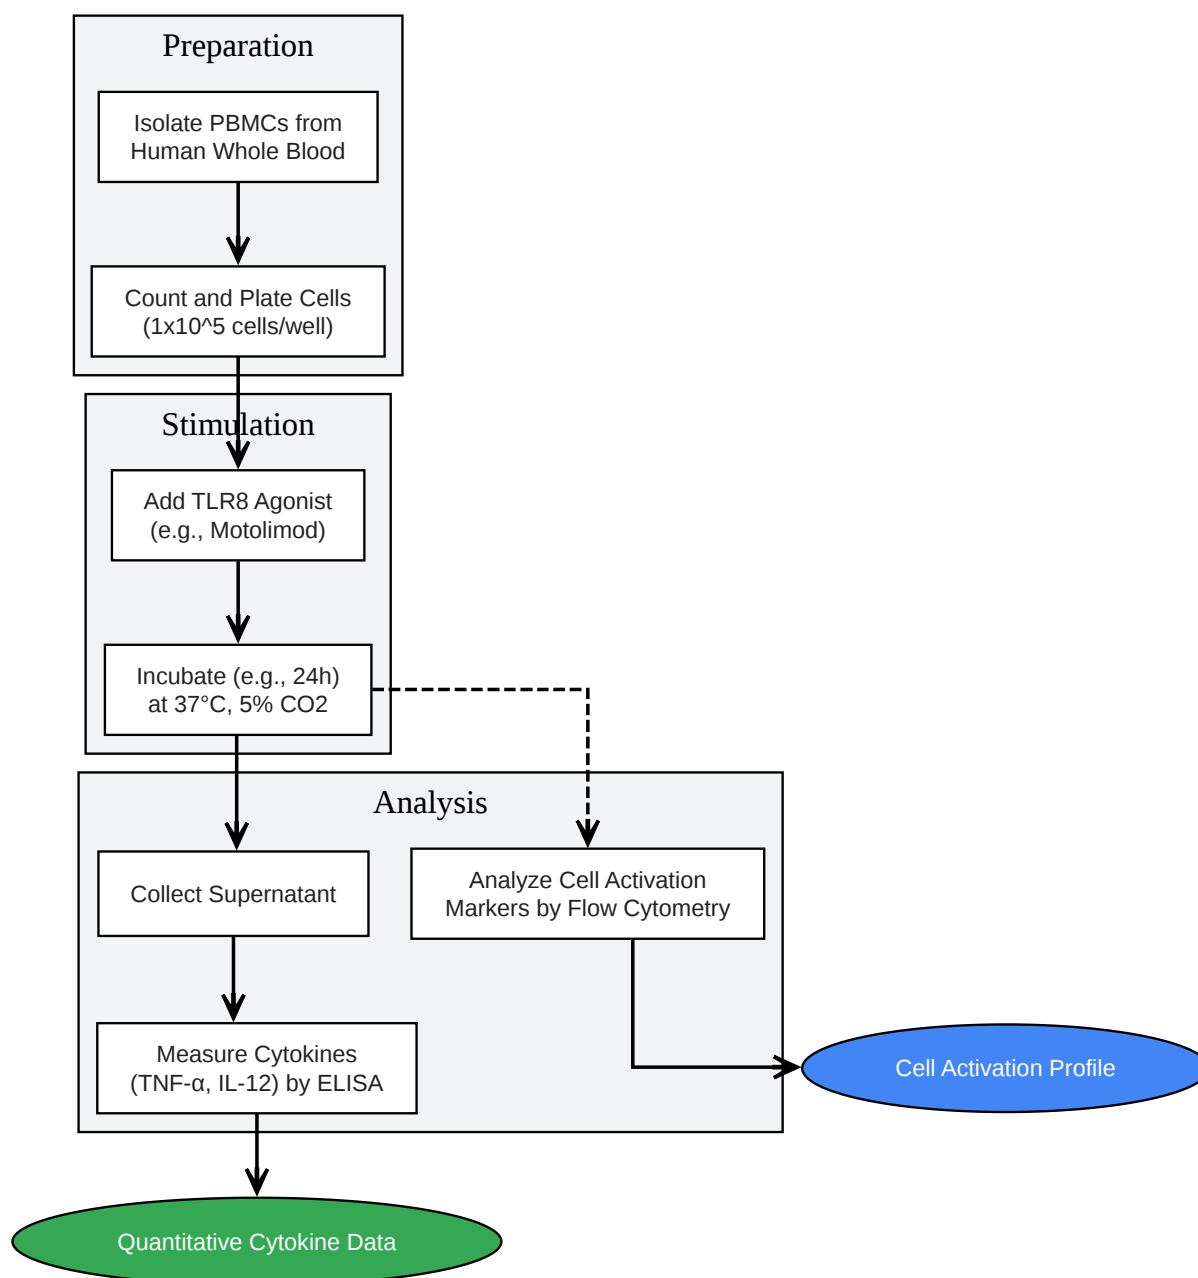 Preparation
Isolate PBMCs from
Human Whole Blood
Count and Plate Cells
(1x10^5 cells/well)
Stimulation
Add TLR8 Agonist
(e.g., Motolimod)
Incubate (e.g., 24h)
at 37°C, 5% CO2
Analysis
Collect Supernatant
Analyze Cell Activation
Markers by Flow Cytometry
Measure Cytokines
(TNF-α, IL-12) by ELISA
Cell Activation Profile
Quantitative Cytokine Data